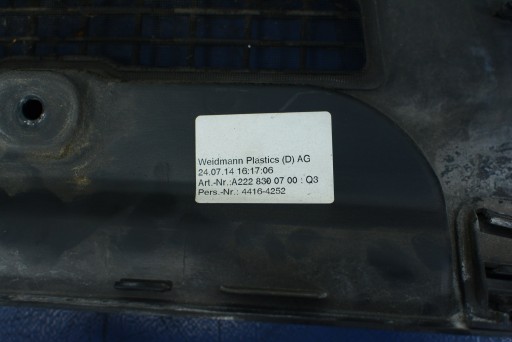 Weidmann Plastics (D) AG
24.07.14 16:17:06
Art.-Nr.:A222 830 07 00 : Q3
Pers.-Nr.: 4416-4252